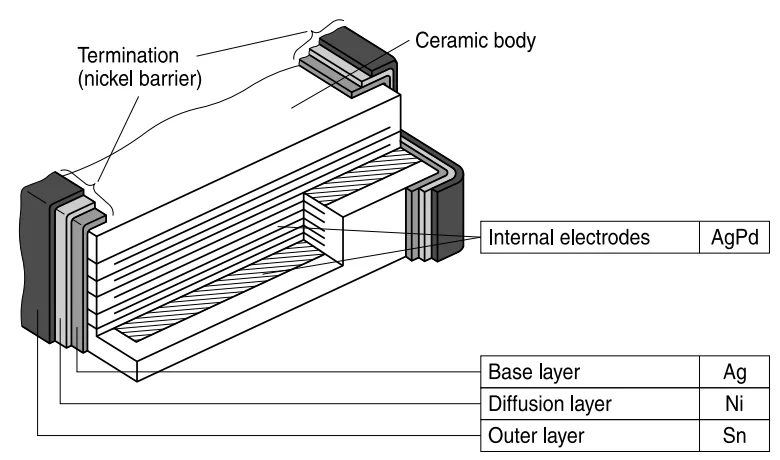 Termination
(nickel barrier)
Ceramic body
Internal electrodes AgPd
Base layer Ag
Diffusion layer Ni
Outer layer Sn